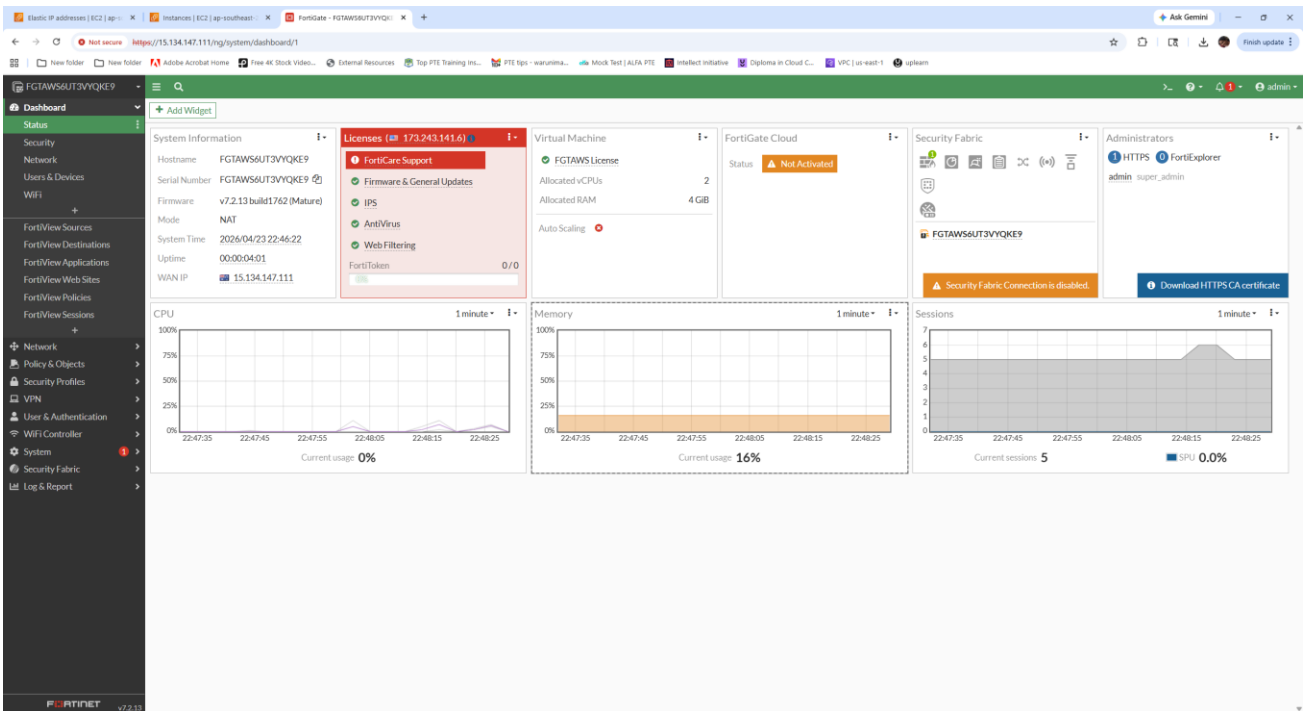 Elastic IP addresses | EC2 | ap-s
Instances | EC2 | ap-southeast-2
FortiGate - FGTAWS6UT3VYQKE9
Ask Gemini
Not secure https://15.134.147.111/ng/system/dashboard/1
Finish update
New folder
New folder
Adobe Acrobat Home
Free 4K Stock Video...
External Resources
Top PTE Training Ins...
PTE tips - warunima...
Mock Test | ALFA PTE
Intellect Initiative
Diploma in Cloud C...
VPC | us-east-1
uplearn
FGTAWS6UT3VYQKE9
1
admin
Dashboard
Status
Security
Network
Users & Devices
WiFi
FortiView Sources
FortiView Destinations
FortiView Applications
FortiView Web Sites
FortiView Policies
FortiView Sessions
Network
Policy & Objects
Security Profiles
VPN
User & Authentication
WiFi Controller
System 1
Security Fabric
Log & Report
FORTINET v7.2.13
Add Widget
System Information
Hostname FGTAWS6UT3VYQKE9
Serial Number FGTAWS6UT3VYQKE9
Firmware v7.2.13 build1762 (Mature)
Mode NAT
System Time 2026/04/23 22:46:22
Uptime 00:00:04:01
WAN IP 15.134.147.111
Licenses (173.243.141.6)
FortiCare Support
Firmware & General Updates
IPS
AntiVirus
Web Filtering
FortiToken 0/0
0%
Virtual Machine
FGTAWS License
Allocated vCPUs 2
Allocated RAM 4 GiB
Auto Scaling
FortiGate Cloud
Status Not Activated
Security Fabric
1
FGTAWS6UT3VYQKE9
Security Fabric Connection is disabled.
Administrators
1 HTTPS 0 FortiExplorer
admin super_admin
Download HTTPS CA certificate
CPU 1 minute
100%
75%
50%
25%
0%
22:47:35 22:47:45 22:47:55 22:48:05 22:48:15 22:48:25
Current usage 0%
Memory 1 minute
100%
75%
50%
25%
0%
22:47:35 22:47:45 22:47:55 22:48:05 22:48:15 22:48:25
Current usage 16%
Sessions 1 minute
7
6
5
4
3
2
1
0
22:47:35 22:47:45 22:47:55 22:48:05 22:48:15 22:48:25
Current sessions 5
SPU 0.0%